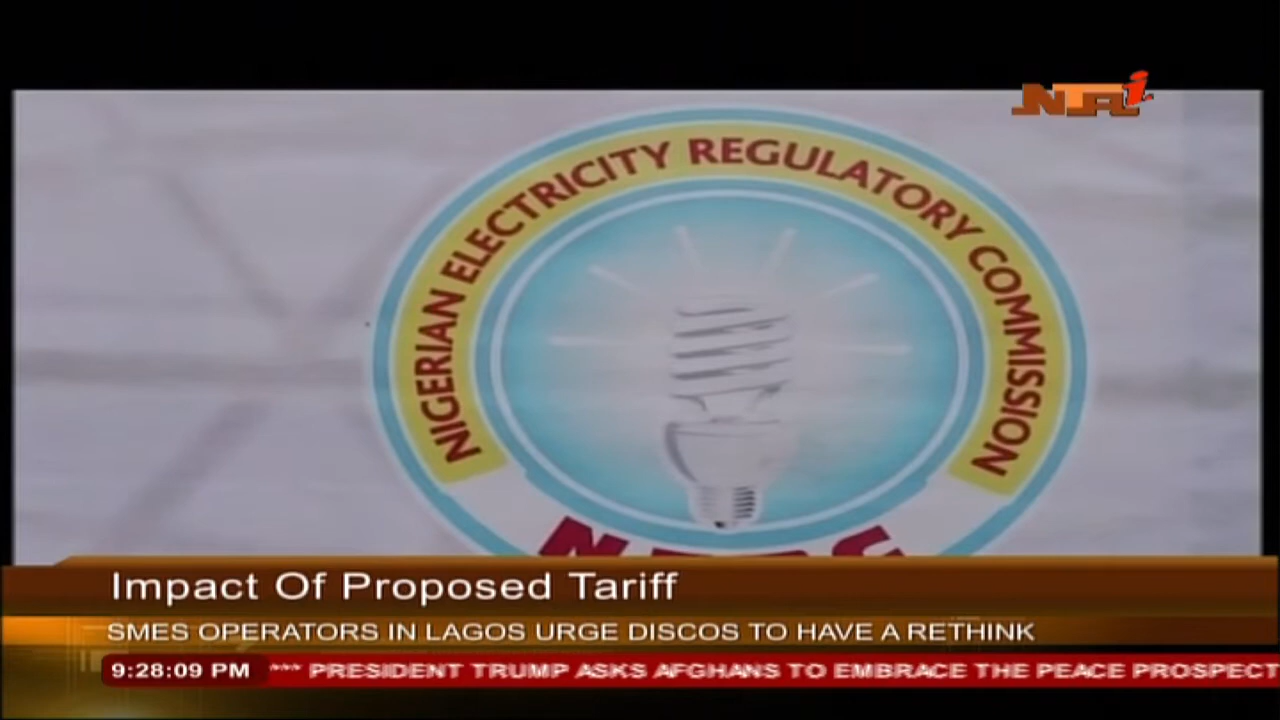 NTAi
NIGERIAN ELECTRICITY REGULATORY COMMISSION
Impact Of Proposed Tariff
SMES OPERATORS IN LAGOS URGE DISCOS TO HAVE A RETHINK
9:28:09 PM *** PRESIDENT TRUMP ASKS AFGHANS TO EMBRACE THE PEACE PROSPECT